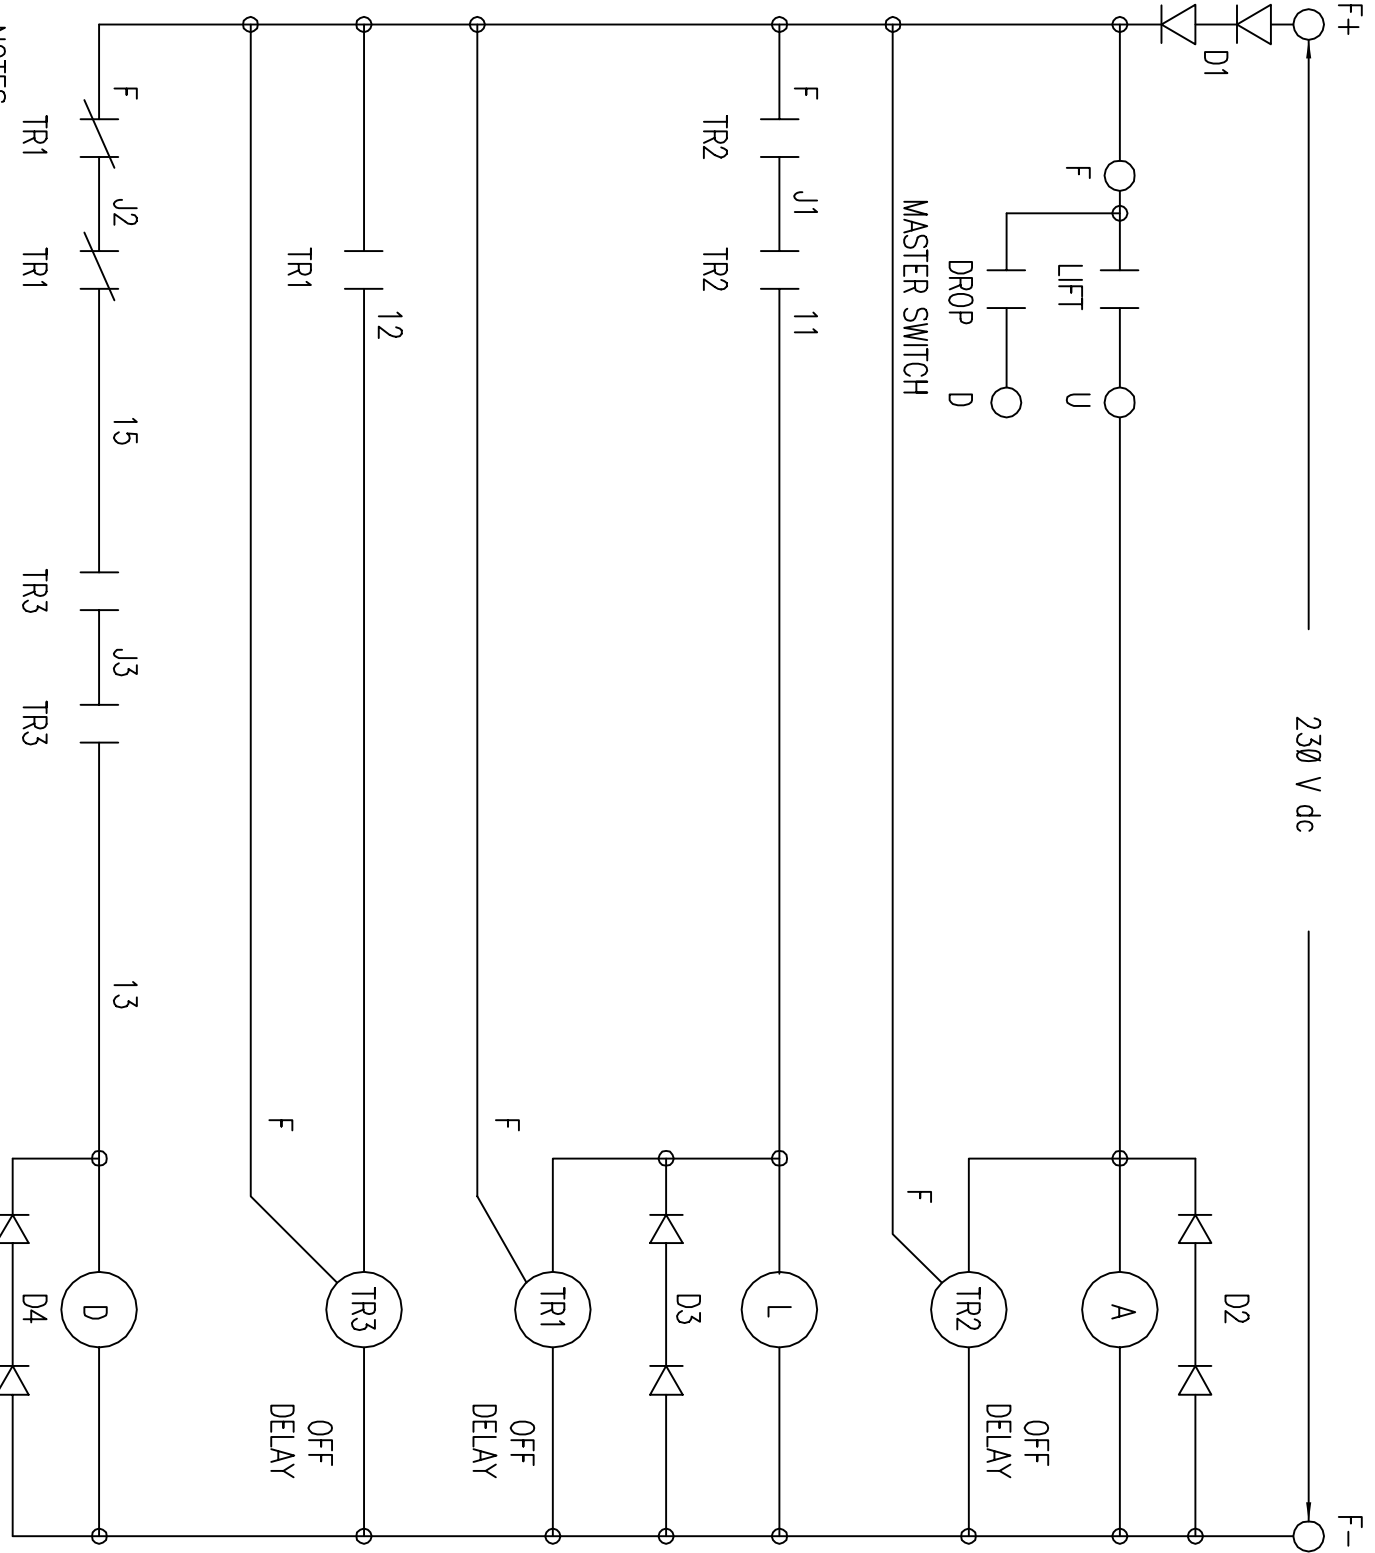 F+
230 V dc
F-
D1
D2
F
LIFT
U
A
DROP
D
MASTER SWITCH
F
TR2
OFF
DELAY
F
J1
11
TR2
TR2
L
D3
F
TR1
OFF
DELAY
12
TR1
F
TR3
OFF
DELAY
F
J2
15
J3
13
TR1
TR1
TR3
TR3
D
D4